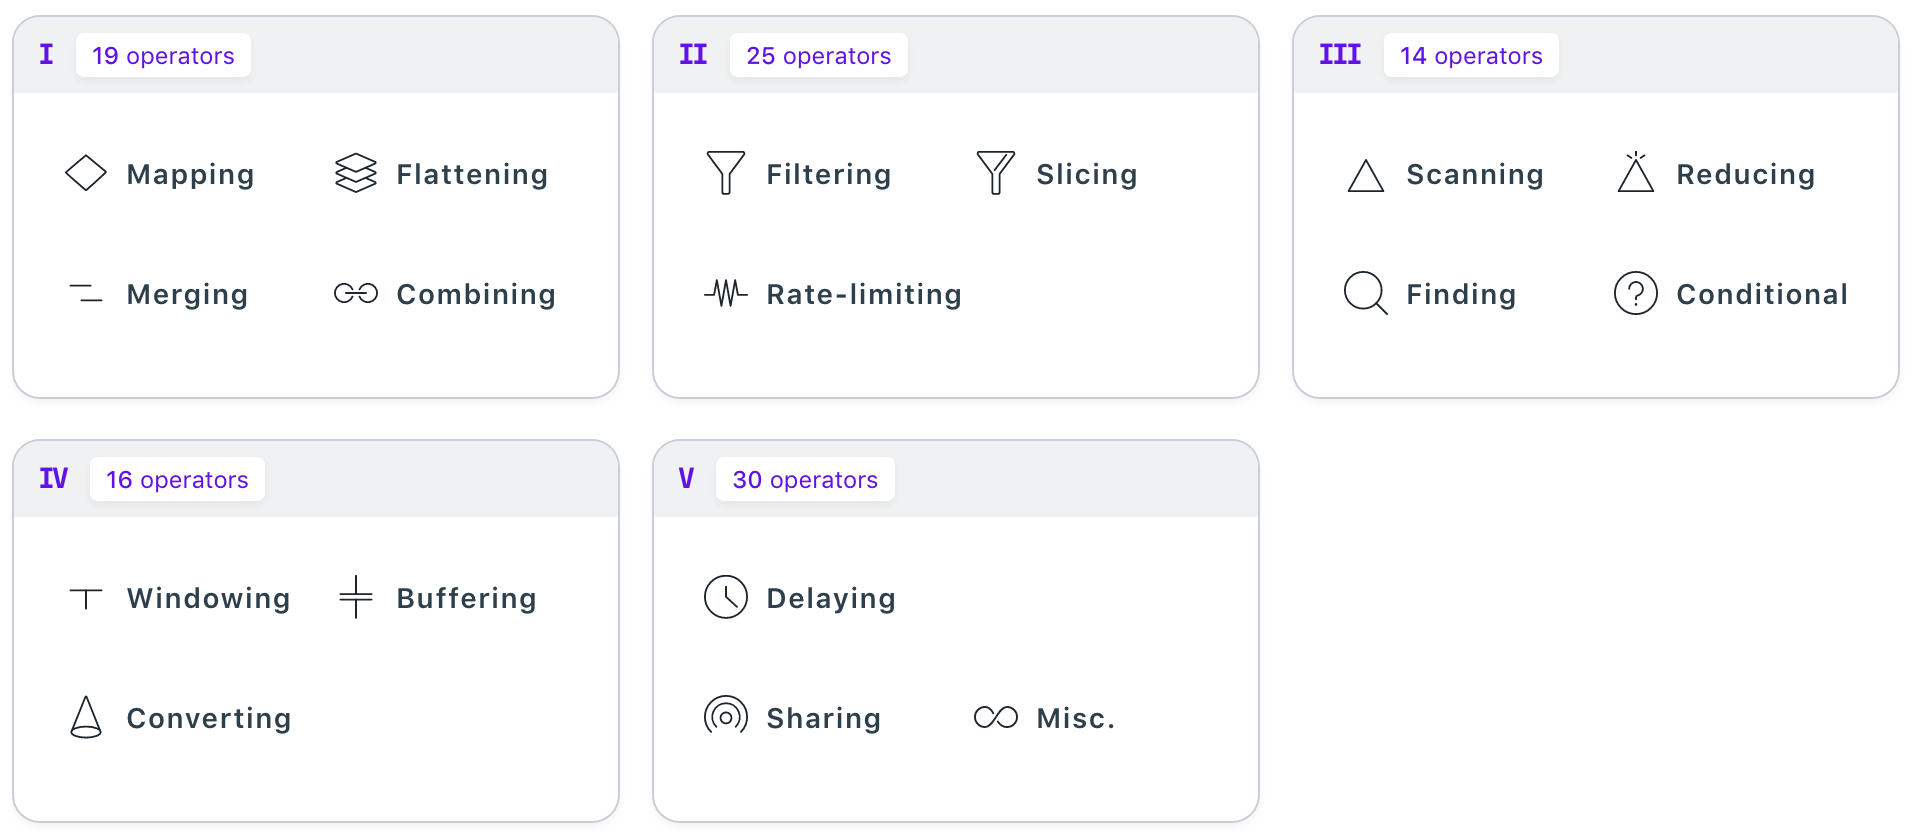 I 19 operators
Mapping Flattening
Merging Combining
II 25 operators
Filtering Slicing
Rate-limiting
III 14 operators
Scanning Reducing
Finding Conditional
IV 16 operators
Windowing Buffering
Converting
V 30 operators
Delaying
Sharing Misc.